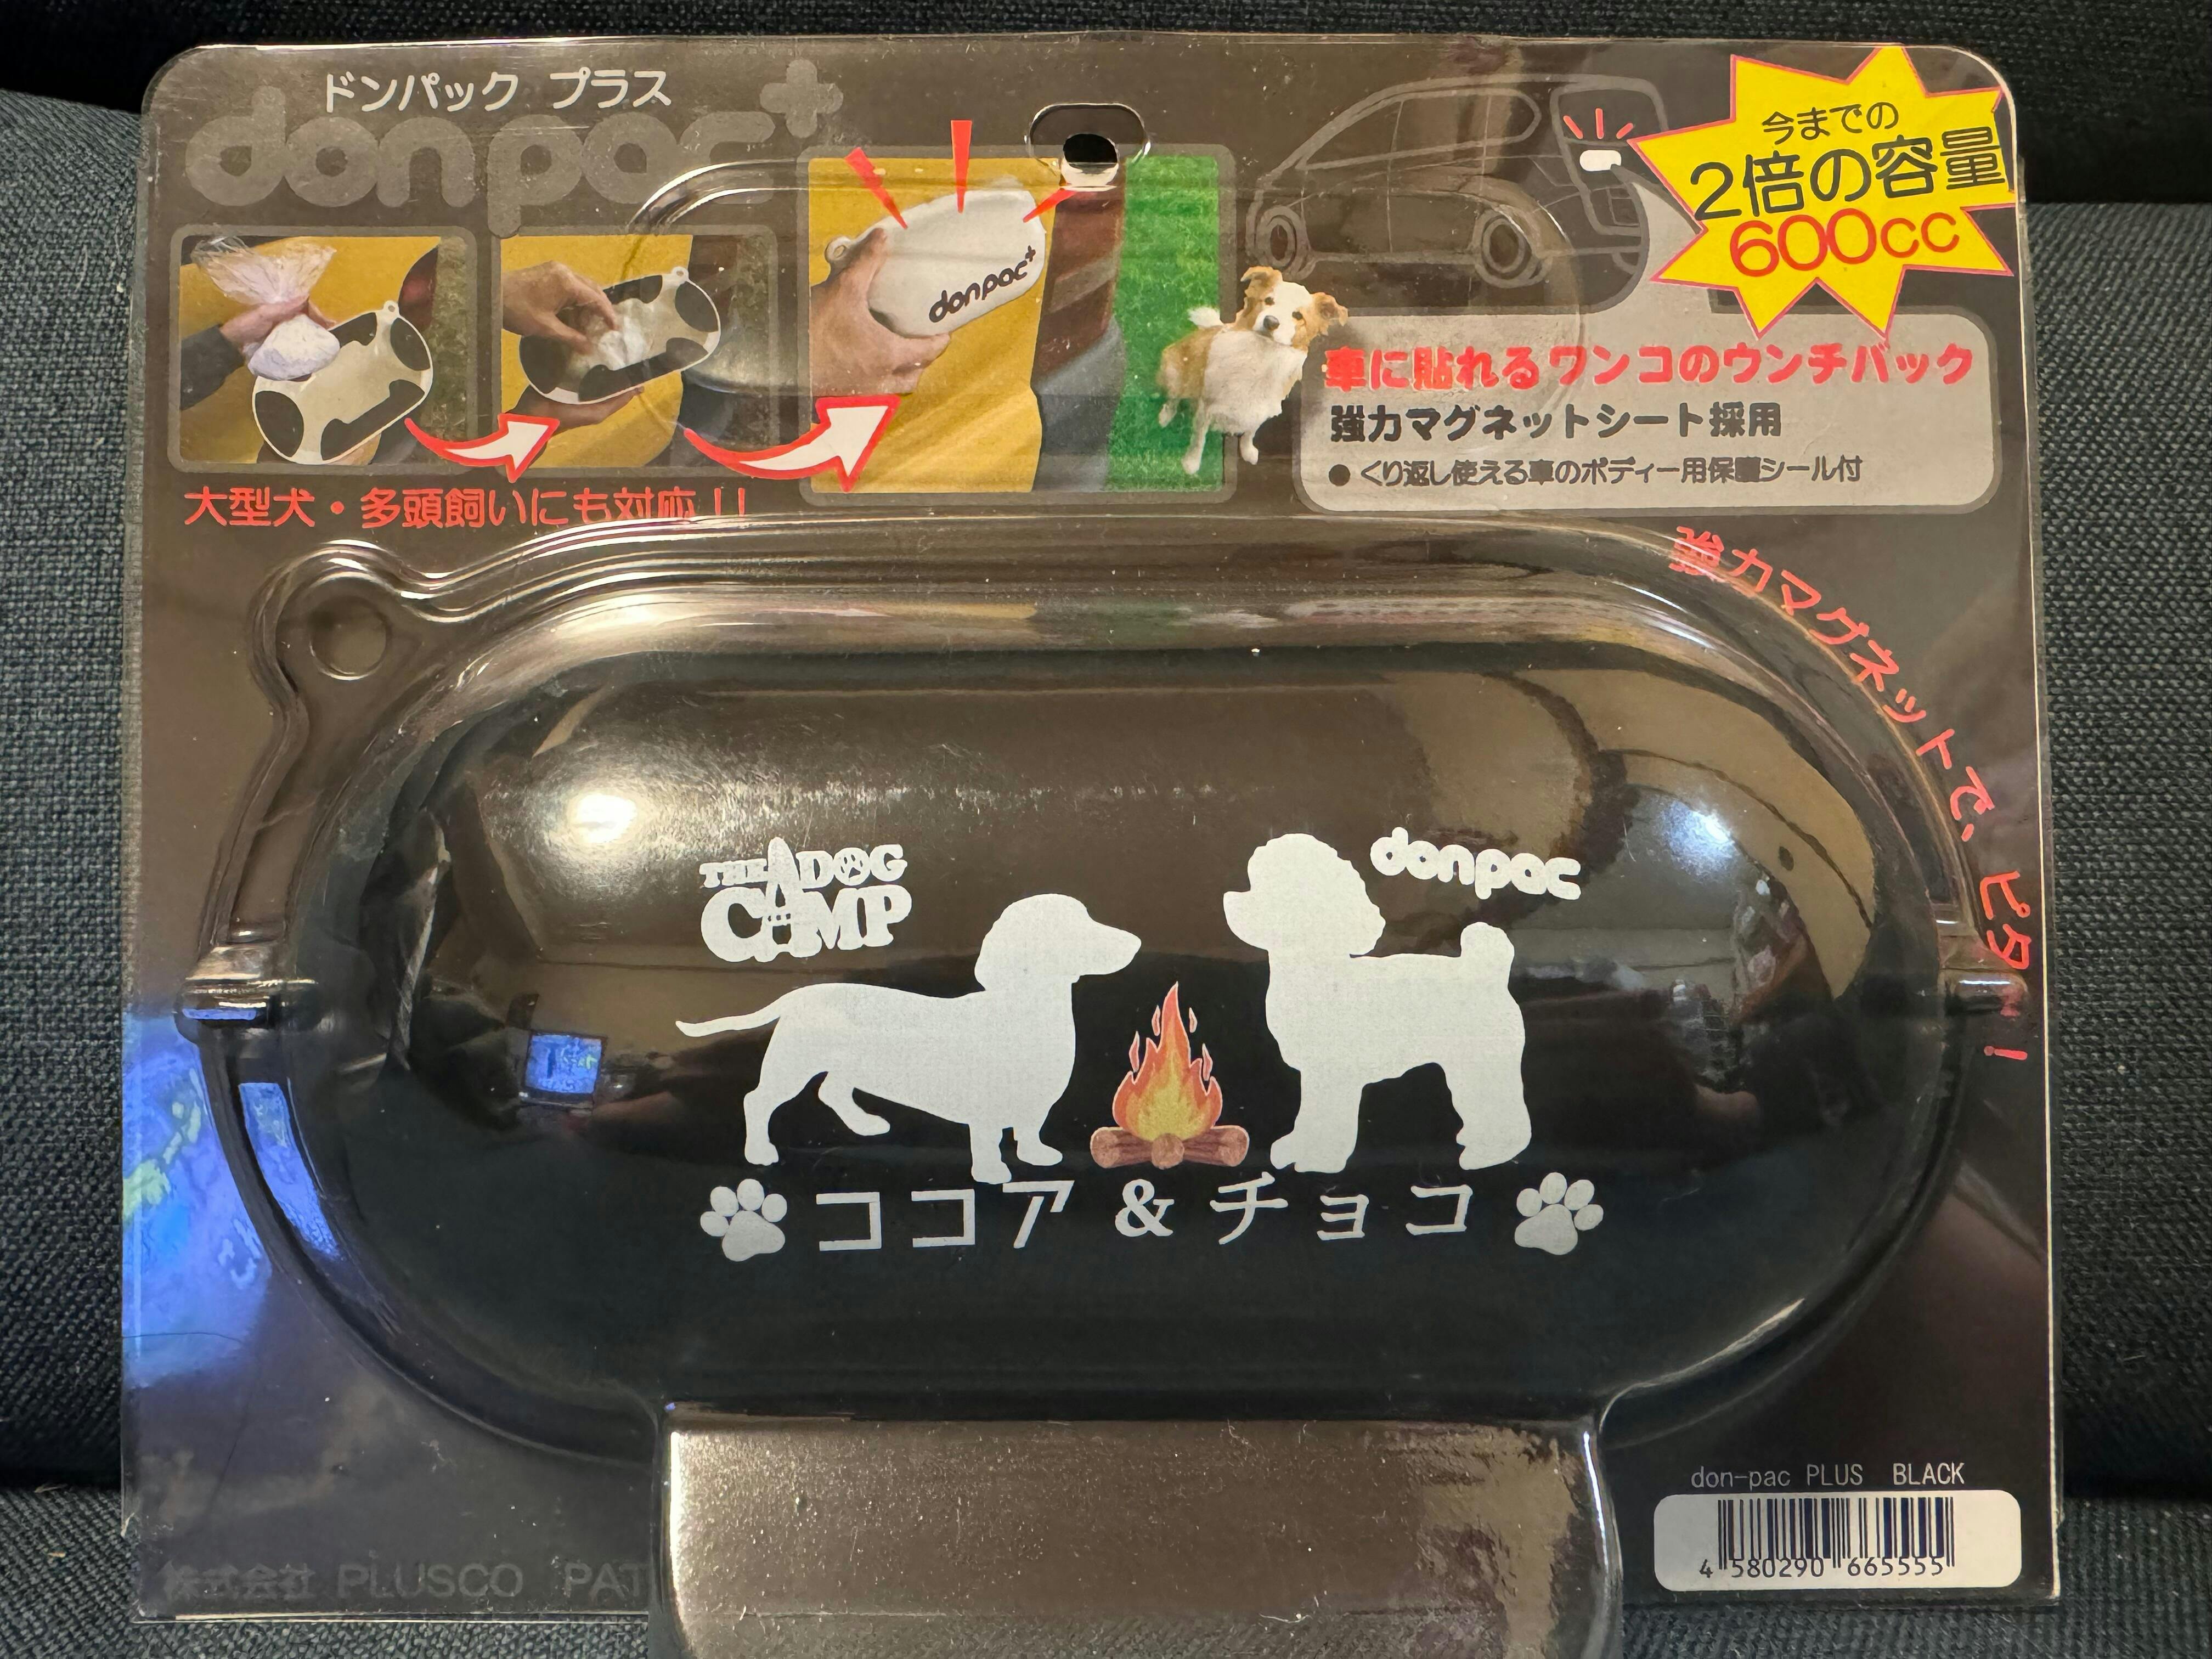 ドンパック プラス
donpac+
今までの
2倍の容量
600cc
donpac+
車に貼れるワンコのウンチパック
強力マグネットシート採用
● くり返し使える車のボディー用保護シール付
大型犬・多頭飼いにも対応!!
強力マグネットで、ピタッ!
THE DOG
CAMP
donpac
ココア & チョコ
don-pac PLUS BLACK
4 580290 665555
株式会社 PLUSCO PAT